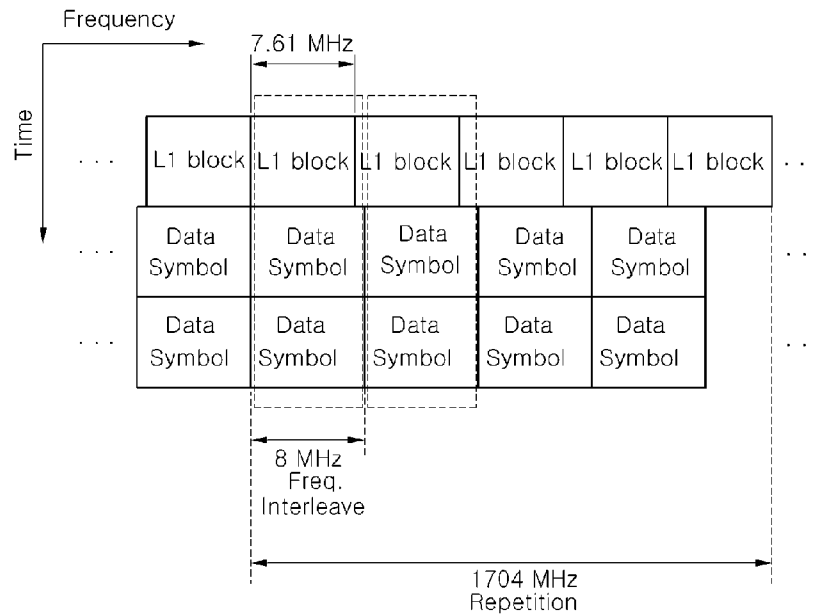 Frequency
7.61 MHz
Time
. . . L1 block L1 block L1 block L1 block L1 block L1 block . .
. . . Data Symbol Data Symbol Data Symbol Data Symbol Data Symbol . .
. . . Data Symbol Data Symbol Data Symbol Data Symbol Data Symbol . .
8 MHz
Freq.
Interleave
1704 MHz
Repetition